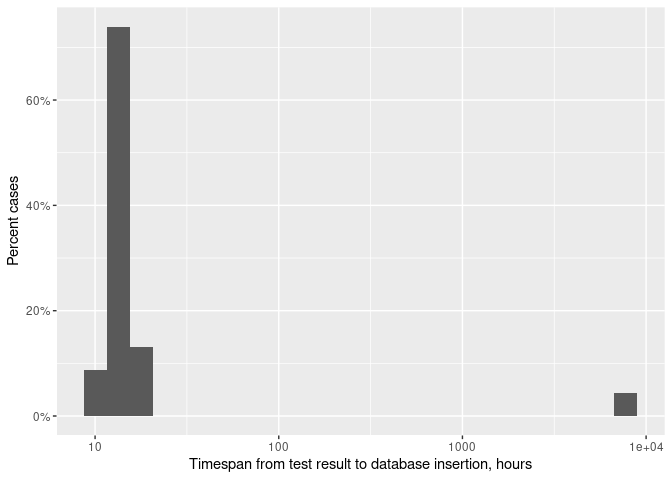 60%
40%
20%
0%
Percent cases
10
100
1000
1e+04
Timespan from test result to database insertion, hours